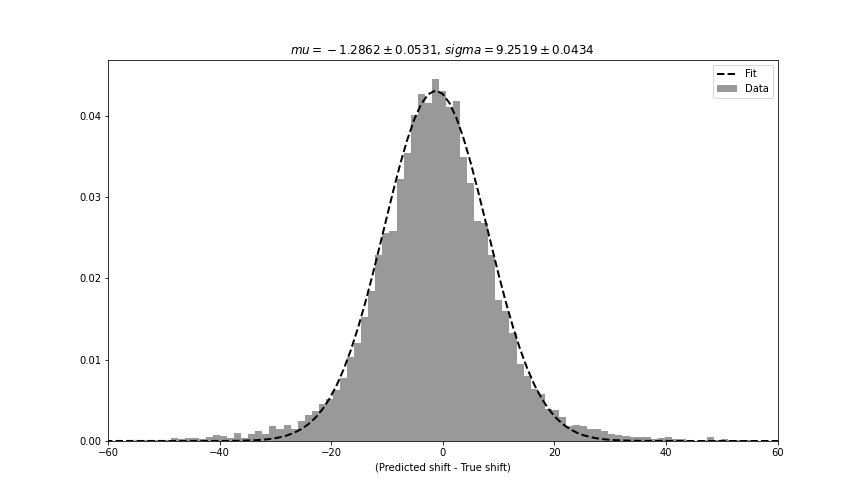 mu = −1.2862 ± 0.0531, sigma = 9.2519 ± 0.0434
Fit
Data
0.04
0.03
0.02
0.01
0.00
−60 −40 −20 0 20 40 60
(Predicted shift - True shift)